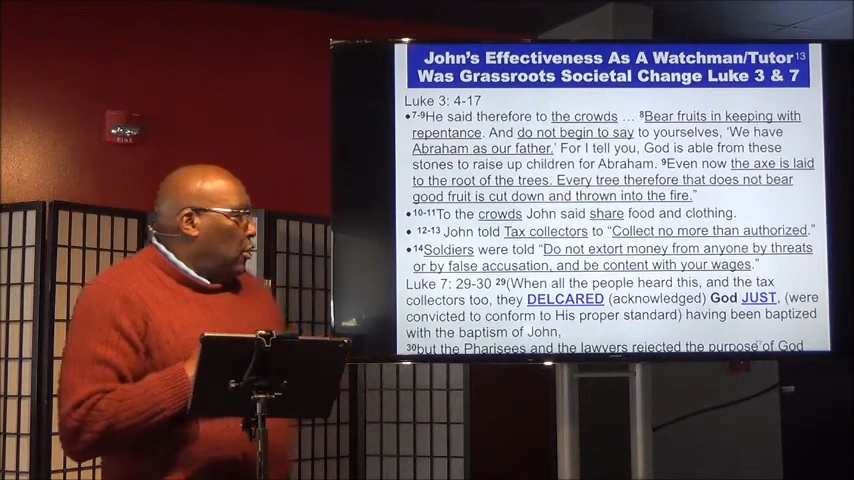 John's Effectiveness As A Watchman/Tutor 13
Was Grassroots Societal Change Luke 3 & 7
Luke 3: 4-17
•7-9He said therefore to the crowds … 8Bear fruits in keeping with
repentance. And do not begin to say to yourselves, 'We have
Abraham as our father.' For I tell you, God is able from these
stones to raise up children for Abraham. 9Even now the axe is laid
to the root of the trees. Every tree therefore that does not bear
good fruit is cut down and thrown into the fire."
•10-11To the crowds John said share food and clothing.
• 12-13 John told Tax collectors to "Collect no more than authorized."
•14Soldiers were told "Do not extort money from anyone by threats
or by false accusation, and be content with your wages."
Luke 7: 29-30 29(When all the people heard this, and the tax
collectors too, they DELCARED (acknowledged) God JUST, (were
convicted to conform to His proper standard) having been baptized
with the baptism of John,
30but the Pharisees and the lawyers rejected the purpose of God